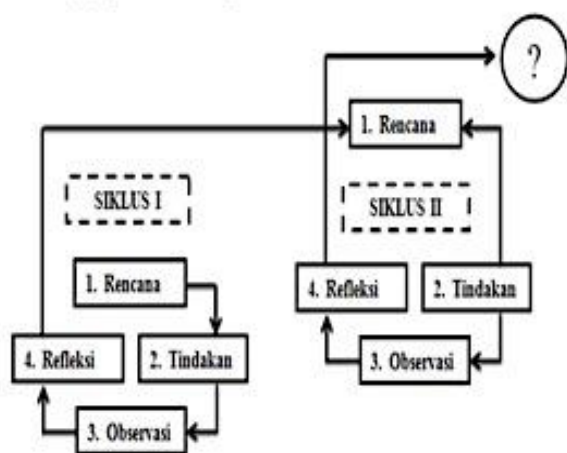 ?
1. Rencana
SIKLUS I
SIKLUS II
1. Rencana
4. Refleksi
2. Tindakan
4. Refleksi
2. Tindakan
3. Observasi
3. Observasi